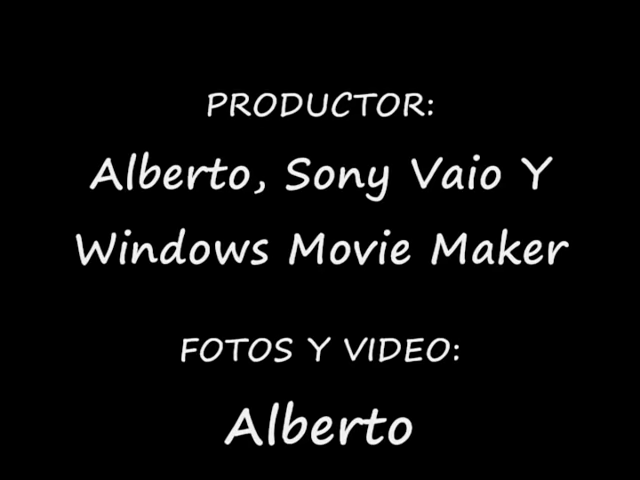 PRODUCTOR:
Alberto, Sony Vaio Y
Windows Movie Maker
FOTOS Y VIDEO:
Alberto